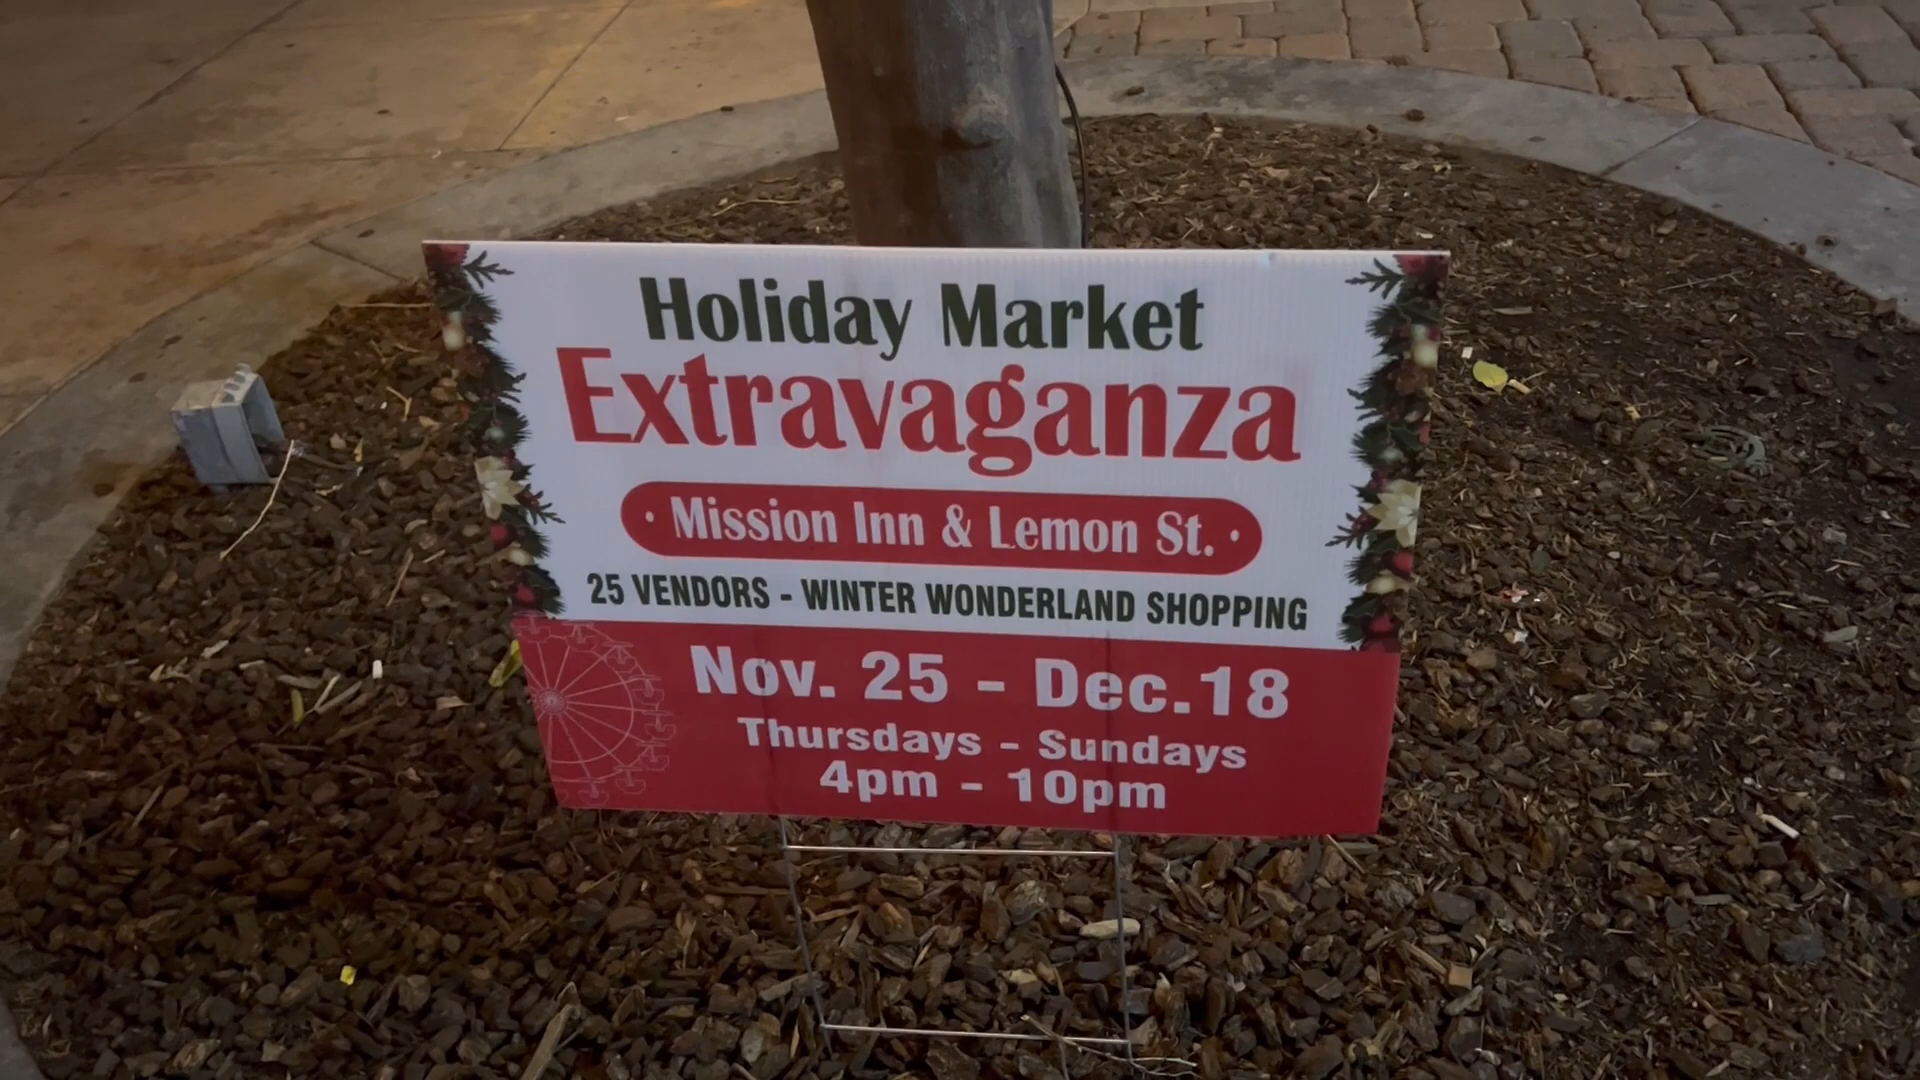 Holiday Market
Extravaganza
· Mission Inn & Lemon St. ·
25 VENDORS - WINTER WONDERLAND SHOPPING
Nov. 25 - Dec.18
Thursdays - Sundays
4pm - 10pm